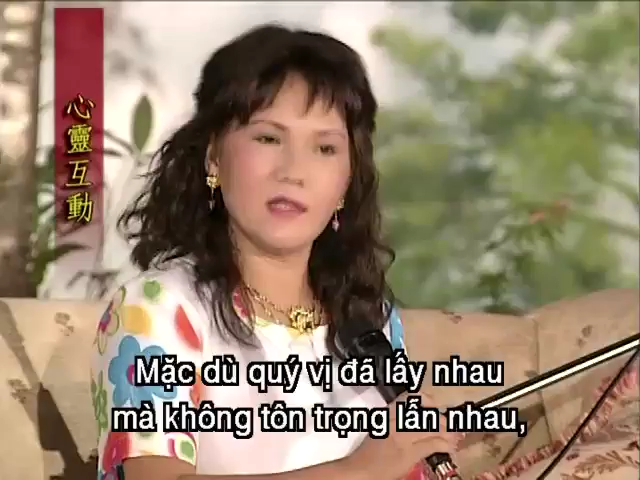 心靈互動
Mặc dù quý vị đã lấy nhau
mà không tôn trọng lẫn nhau,